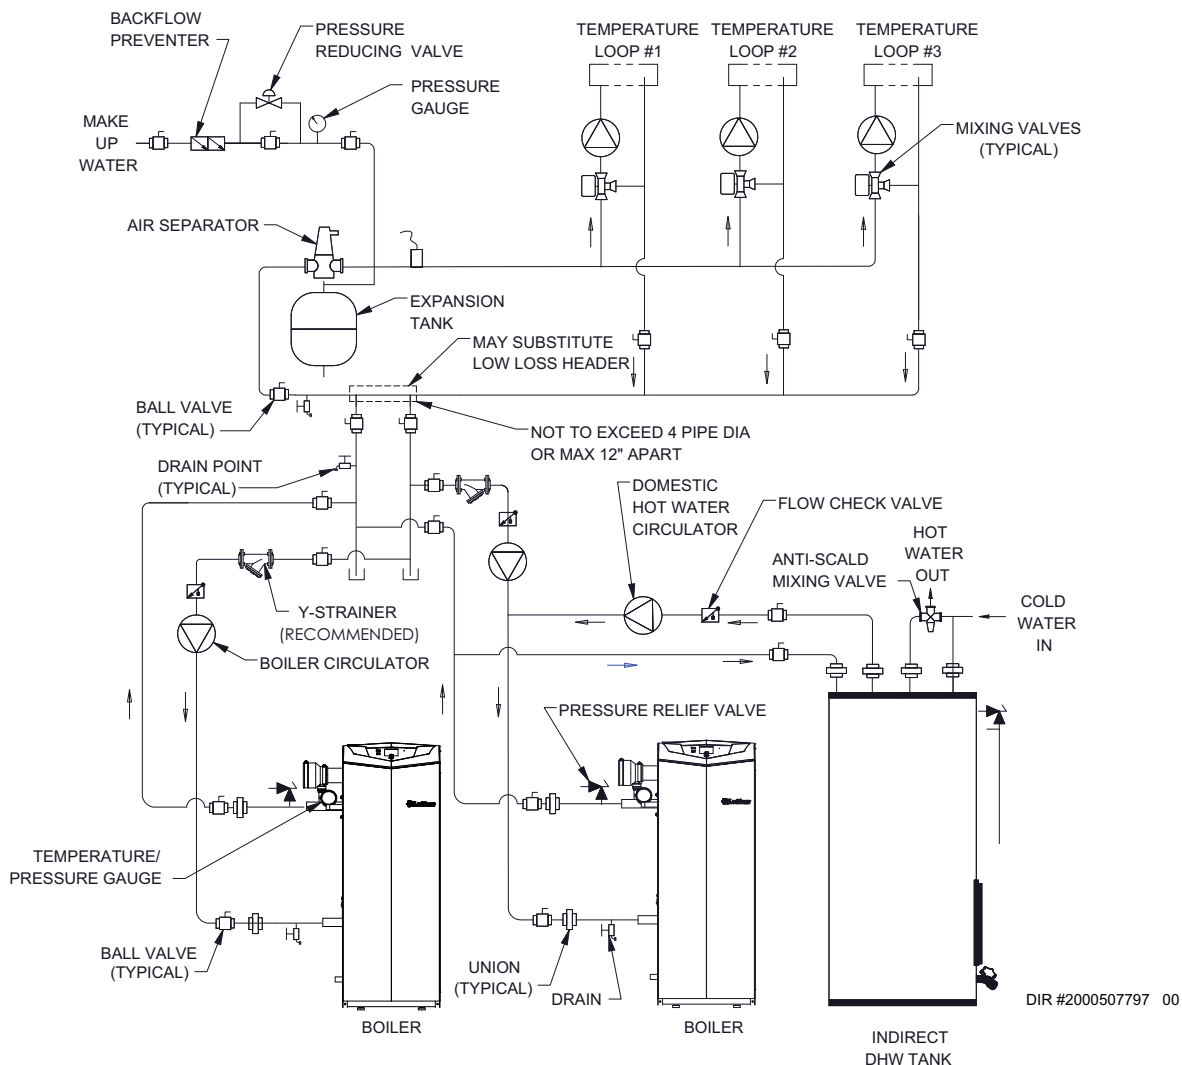 BACKFLOW
PREVENTER
PRESSURE
REDUCING VALVE
PRESSURE
GAUGE
MAKE
UP
WATER
TEMPERATURE
LOOP #1
TEMPERATURE
LOOP #2
TEMPERATURE
LOOP #3
MIXING VALVES
(TYPICAL)
AIR SEPARATOR
EXPANSION
TANK
MAY SUBSTITUTE
LOW LOSS HEADER
BALL VALVE
(TYPICAL)
NOT TO EXCEED 4 PIPE DIA
OR MAX 12" APART
DRAIN POINT
(TYPICAL)
DOMESTIC
HOT WATER
CIRCULATOR
FLOW CHECK VALVE
ANTI-SCALD
MIXING VALVE
HOT
WATER
OUT
COLD
WATER
IN
Y-STRAINER
(RECOMMENDED)
BOILER CIRCULATOR
PRESSURE RELIEF VALVE
TEMPERATURE/
PRESSURE GAUGE
BALL VALVE
(TYPICAL)
UNION
(TYPICAL)
DRAIN
BOILER
BOILER
INDIRECT
DHW TANK
DIR #2000507797 00